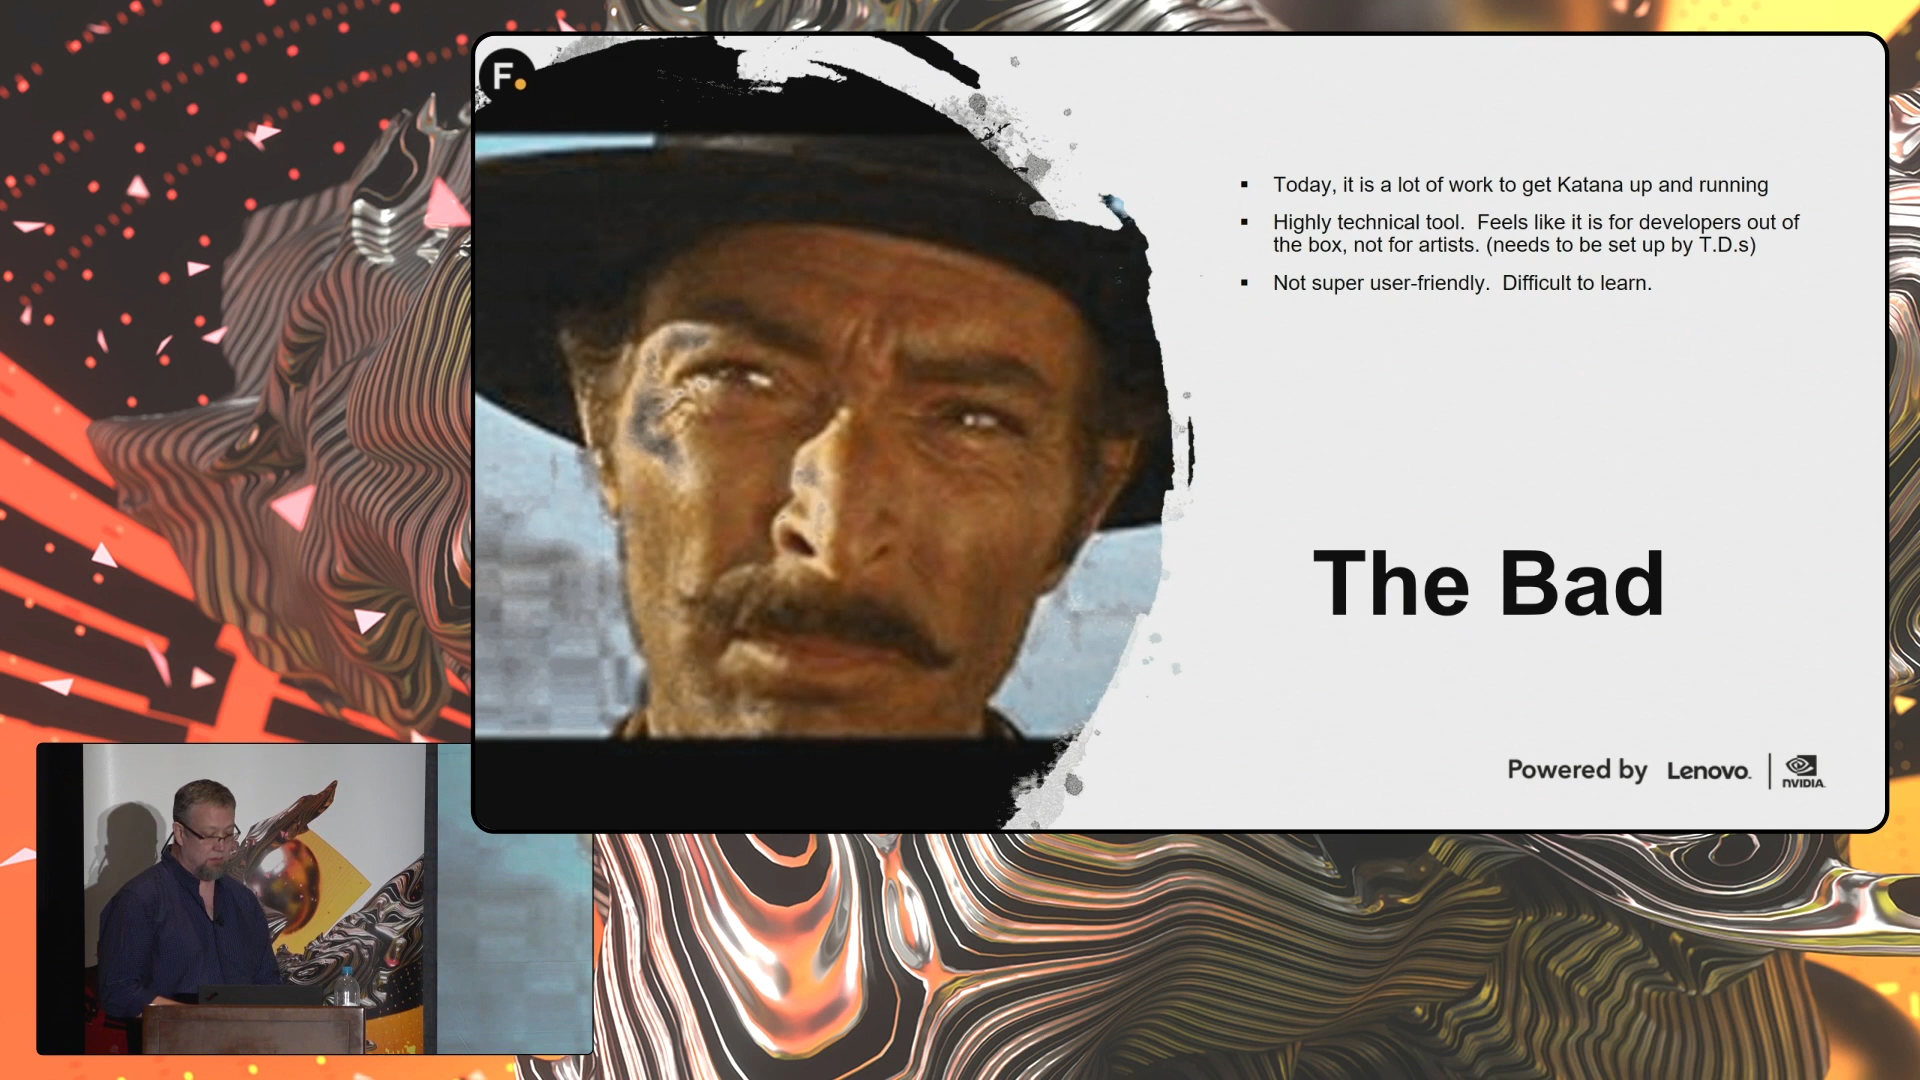 F.
Today, it is a lot of work to get Katana up and running
Highly technical tool.  Feels like it is for developers out of
the box, not for artists. (needs to be set up by T.D.s)
Not super user-friendly.  Difficult to learn.
The Bad
Powered by Lenovo. NVIDIA.